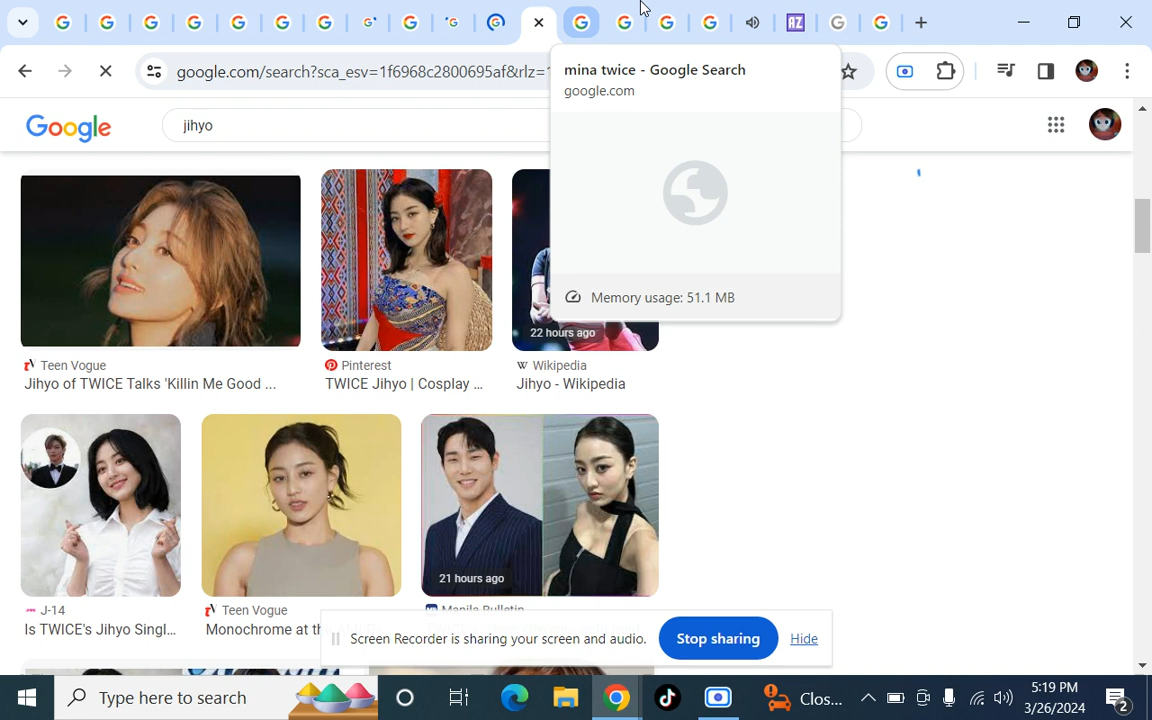 google.com/search?sca_esv=1f6968c2800695af&rlz=1
mina twice - Google Search
google.com
Memory usage: 51.1 MB
Google
jihyo
22 hours ago
Teen Vogue
Jihyo of TWICE Talks 'Killin Me Good ...
Pinterest
TWICE Jihyo | Cosplay ...
W Wikipedia
Jihyo - Wikipedia
21 hours ago
J-14
Is TWICE's Jihyo Singl...
Teen Vogue
Monochrome at th
Manila Bulletin
Screen Recorder is sharing your screen and audio.
Stop sharing
Hide
Type here to search
Clos...
5:19 PM
3/26/2024
2